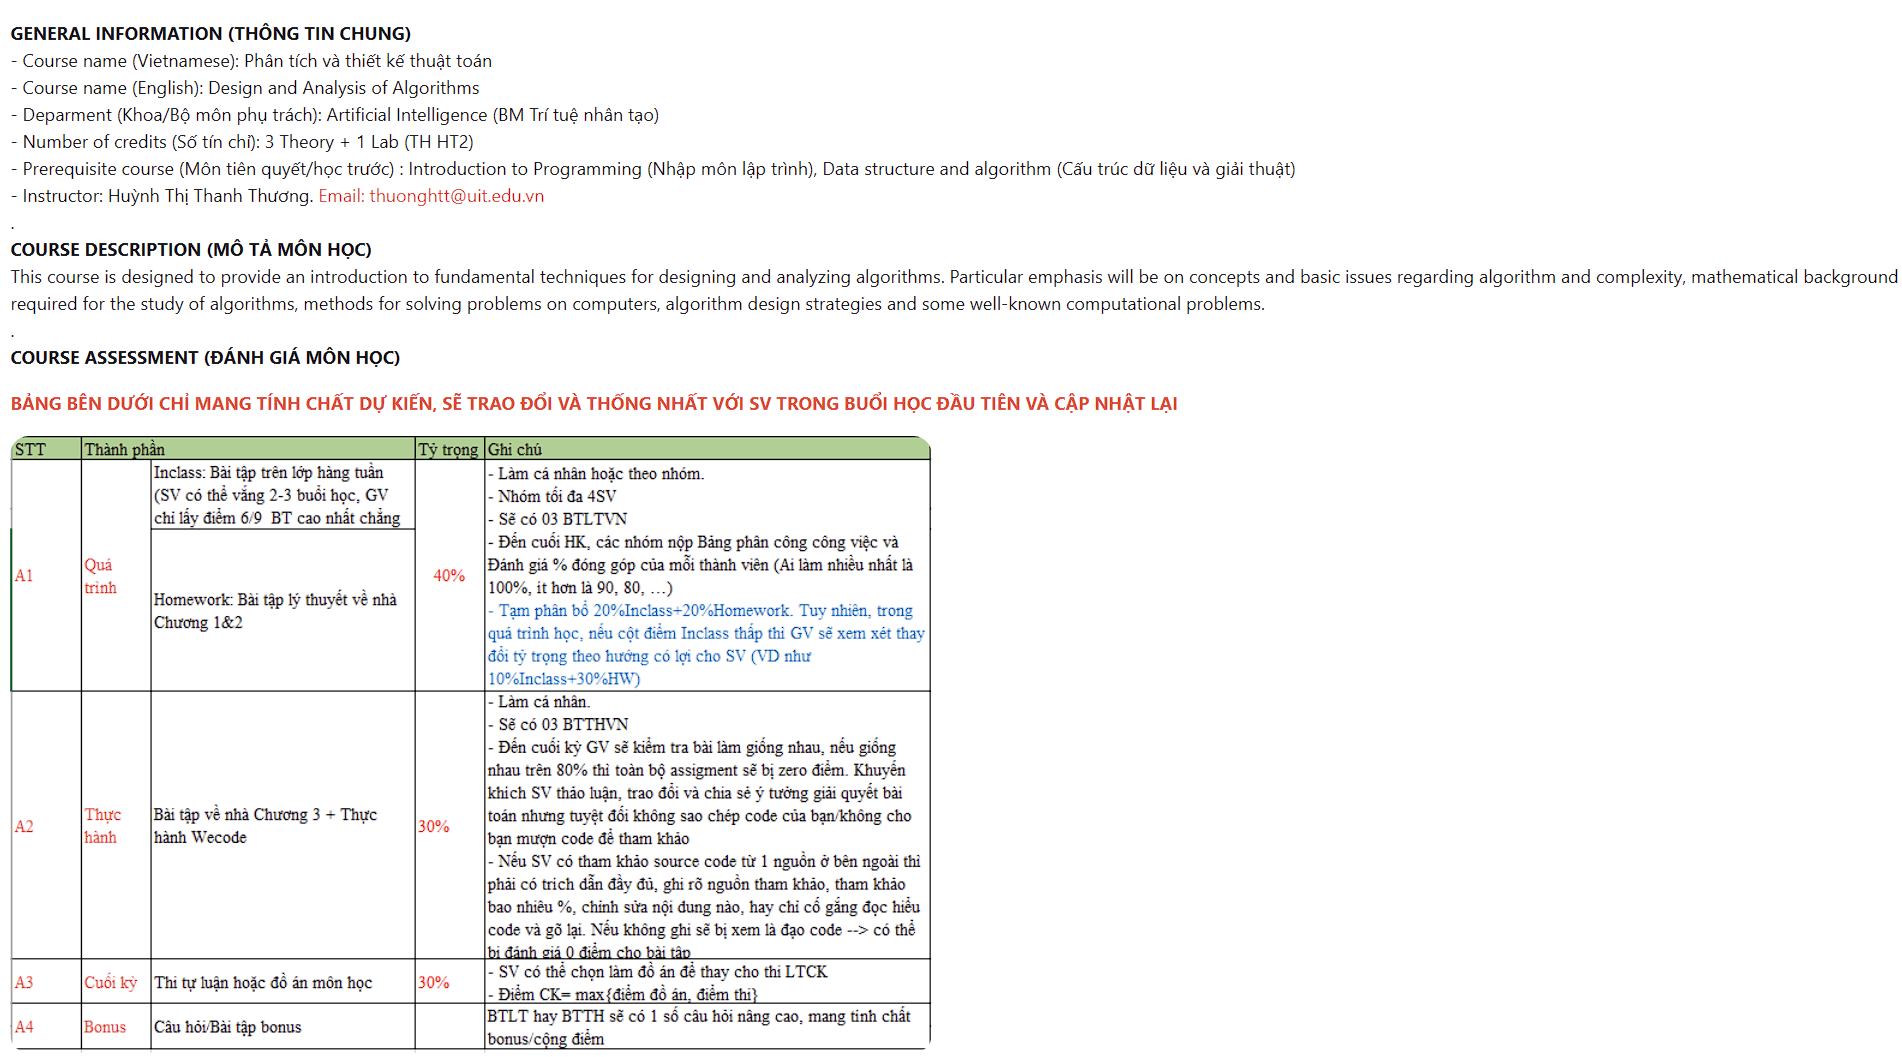 GENERAL INFORMATION (THÔNG TIN CHUNG)
- Course name (Vietnamese): Phân tích và thiết kế thuật toán
- Course name (English): Design and Analysis of Algorithms
- Deparment (Khoa/Bộ môn phụ trách): Artificial Intelligence (BM Trí tuệ nhân tạo)
- Number of credits (Số tín chỉ): 3 Theory + 1 Lab (TH HT2)
- Prerequisite course (Môn tiên quyết/học trước) : Introduction to Programming (Nhập môn lập trình), Data structure and algorithm (Cấu trúc dữ liệu và giải thuật)
- Instructor: Huỳnh Thị Thanh Thương. Email: thuonghtt@uit.edu.vn
.
COURSE DESCRIPTION (MÔ TẢ MÔN HỌC)
This course is designed to provide an introduction to fundamental techniques for designing and analyzing algorithms. Particular emphasis will be on concepts and basic issues regarding algorithm and complexity, mathematical background
required for the study of algorithms, methods for solving problems on computers, algorithm design strategies and some well-known computational problems.
.
COURSE ASSESSMENT (ĐÁNH GIÁ MÔN HỌC)
BẢNG BÊN DƯỚI CHỈ MANG TÍNH CHẤT DỰ KIẾN, SẼ TRAO ĐỔI VÀ THỐNG NHẤT VỚI SV TRONG BUỔI HỌC ĐẦU TIÊN VÀ CẬP NHẬT LẠI
STT Thành phần Tỷ trọng Ghi chú
A1
Quá
trình
Inclass: Bài tập trên lớp hàng tuần
(SV có thể vắng 2-3 buổi học, GV
chỉ lấy điểm 6/9 BT cao nhất chẳng
Homework: Bài tập lý thuyết về nhà
Chương 1&2
40%
- Làm cá nhân hoặc theo nhóm.
- Nhóm tối đa 4SV
- Sẽ có 03 BTLTVN
- Đến cuối HK, các nhóm nộp Bảng phân công công việc và
Đánh giá % đóng góp của mỗi thành viên (Ai làm nhiều nhất là
100%, ít hơn là 90, 80, …)
- Tạm phân bổ 20%Inclass+20%Homework. Tuy nhiên, trong
quá trình học, nếu cột điểm Inclass thấp thì GV sẽ xem xét thay
đổi tỷ trọng theo hướng có lợi cho SV (VD như
10%Inclass+30%HW)
A2
Thực
hành
Bài tập về nhà Chương 3 + Thực
hành Wecode
30%
- Làm cá nhân.
- Sẽ có 03 BTTHVN
- Đến cuối kỳ GV sẽ kiểm tra bài làm giống nhau, nếu giống
nhau trên 80% thì toàn bộ assigment sẽ bị zero điểm. Khuyến
khích SV thảo luận, trao đổi và chia sẻ ý tưởng giải quyết bài
toán nhưng tuyệt đối không sao chép code của bạn/không cho
bạn mượn code để tham khảo
- Nếu SV có tham khảo source code từ 1 nguồn ở bên ngoài thì
phải có trích dẫn đầy đủ, ghi rõ nguồn tham khảo, tham khảo
bao nhiêu %, chỉnh sửa nội dung nào, hay chỉ cố gắng đọc hiểu
code và gõ lại. Nếu không ghi sẽ bị xem là đạo code --> có thể
bị đánh giá 0 điểm cho bài tập
A3
Cuối kỳ
Thi tự luận hoặc đồ án môn học
30%
- SV có thể chọn làm đồ án để thay cho thi LTCK
- Điểm CK= max{điểm đồ án, điểm thi}
A4
Bonus
Câu hỏi/Bài tập bonus
BTLT hay BTTH sẽ có 1 số câu hỏi nâng cao, mang tính chất
bonus/cộng điểm